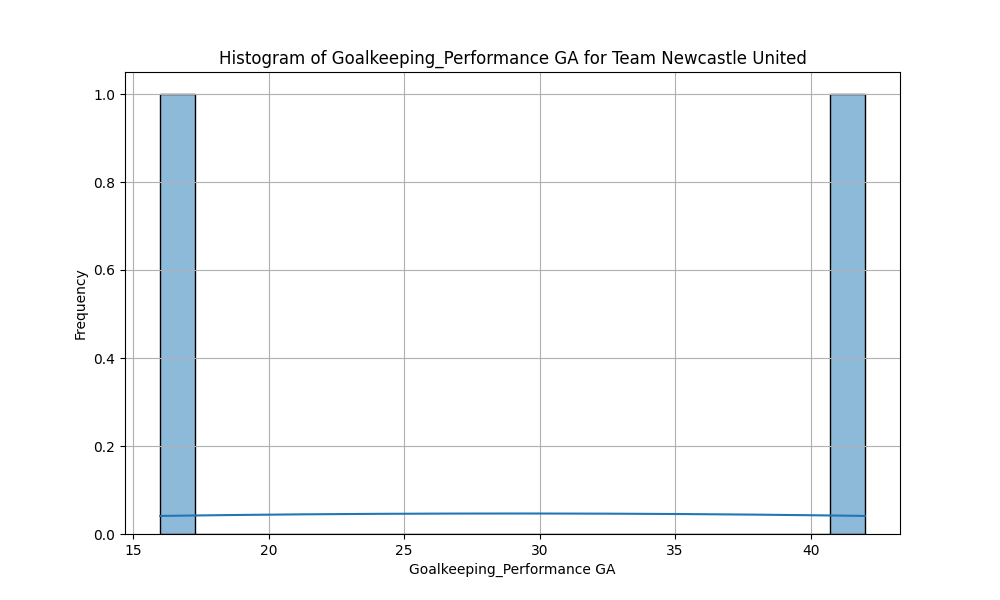 Histogram of Goalkeeping_Performance GA for Team Newcastle United
1.0
0.8
0.6
0.4
0.2
0.0
Frequency
15 20 25 30 35 40
Goalkeeping_Performance GA